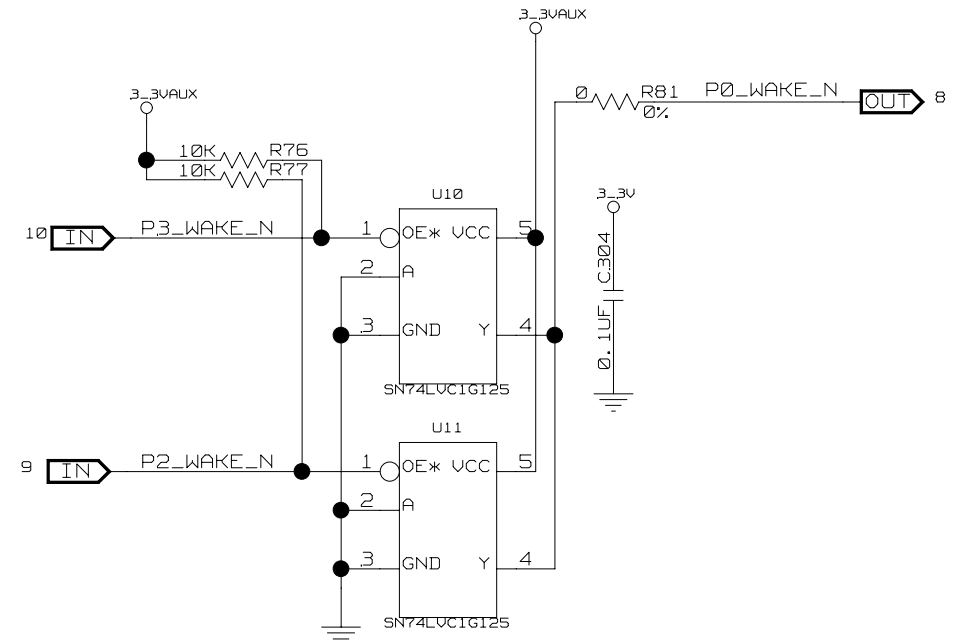 3_3VAUX
3_3VAUX
0 R81 P0_WAKE_N OUT 8
0%
10K R76
10K R77
U10
3_3V
10 IN P3_WAKE_N 1 OE* VCC 5
C304
2 A
3 GND Y 4
0.1UF
SN74LVC1G125
U11
9 IN P2_WAKE_N 1 OE* VCC 5
2 A
3 GND Y 4
SN74LVC1G125